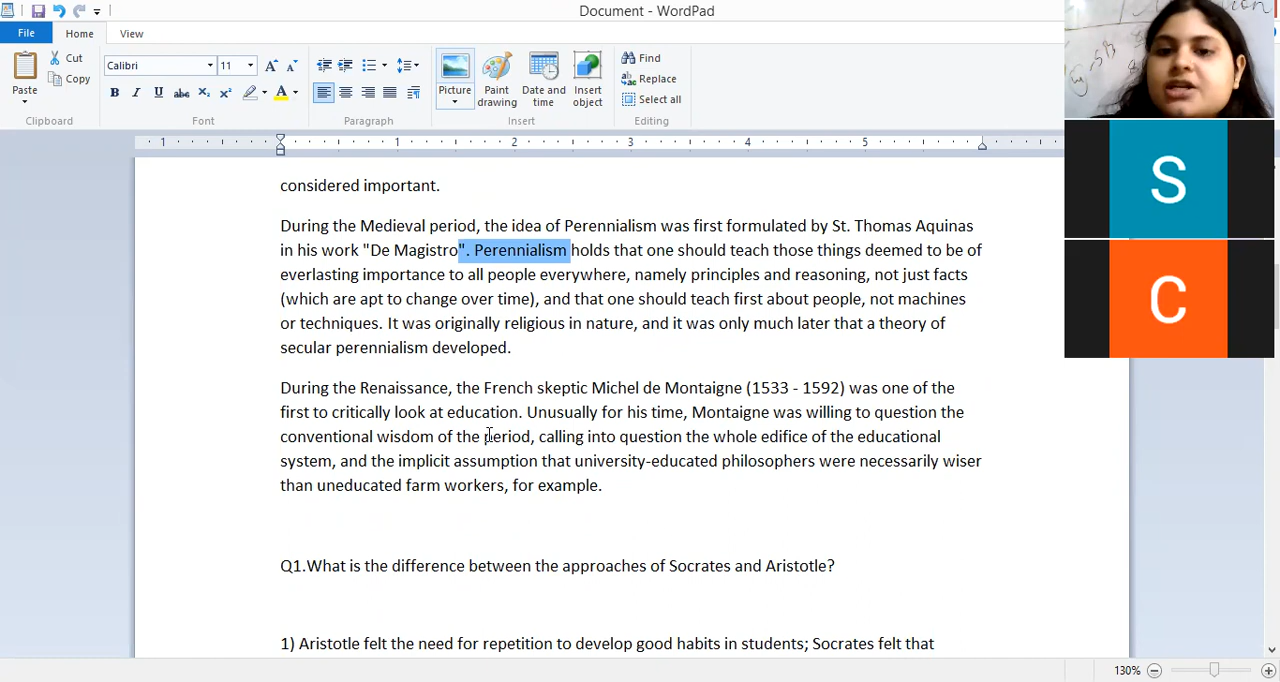 Document - WordPad
File
Home
View
Paste
Cut
Copy
Clipboard
Calibri
11
B I U abc X₂ X²
Font
Paragraph
Picture
Paint drawing
Date and time
Insert object
Insert
Find
Replace
Select all
Editing
1 1 2 3 4 5
considered important.
During the Medieval period, the idea of Perennialism was first formulated by St. Thomas Aquinas
in his work "De Magistro". Perennialism holds that one should teach those things deemed to be of
everlasting importance to all people everywhere, namely principles and reasoning, not just facts
(which are apt to change over time), and that one should teach first about people, not machines
or techniques. It was originally religious in nature, and it was only much later that a theory of
secular perennialism developed.
During the Renaissance, the French skeptic Michel de Montaigne (1533 - 1592) was one of the
first to critically look at education. Unusually for his time, Montaigne was willing to question the
conventional wisdom of the period, calling into question the whole edifice of the educational
system, and the implicit assumption that university-educated philosophers were necessarily wiser
than uneducated farm workers, for example.
Q1.What is the difference between the approaches of Socrates and Aristotle?
1) Aristotle felt the need for repetition to develop good habits in students; Socrates felt that
S
C
130%